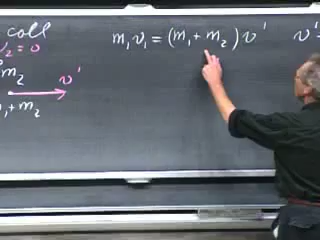 coll
v₂ = 0
m₂
v'
m₁ + m₂
m₁v₁ = (m₁ + m₂) v'
v' =